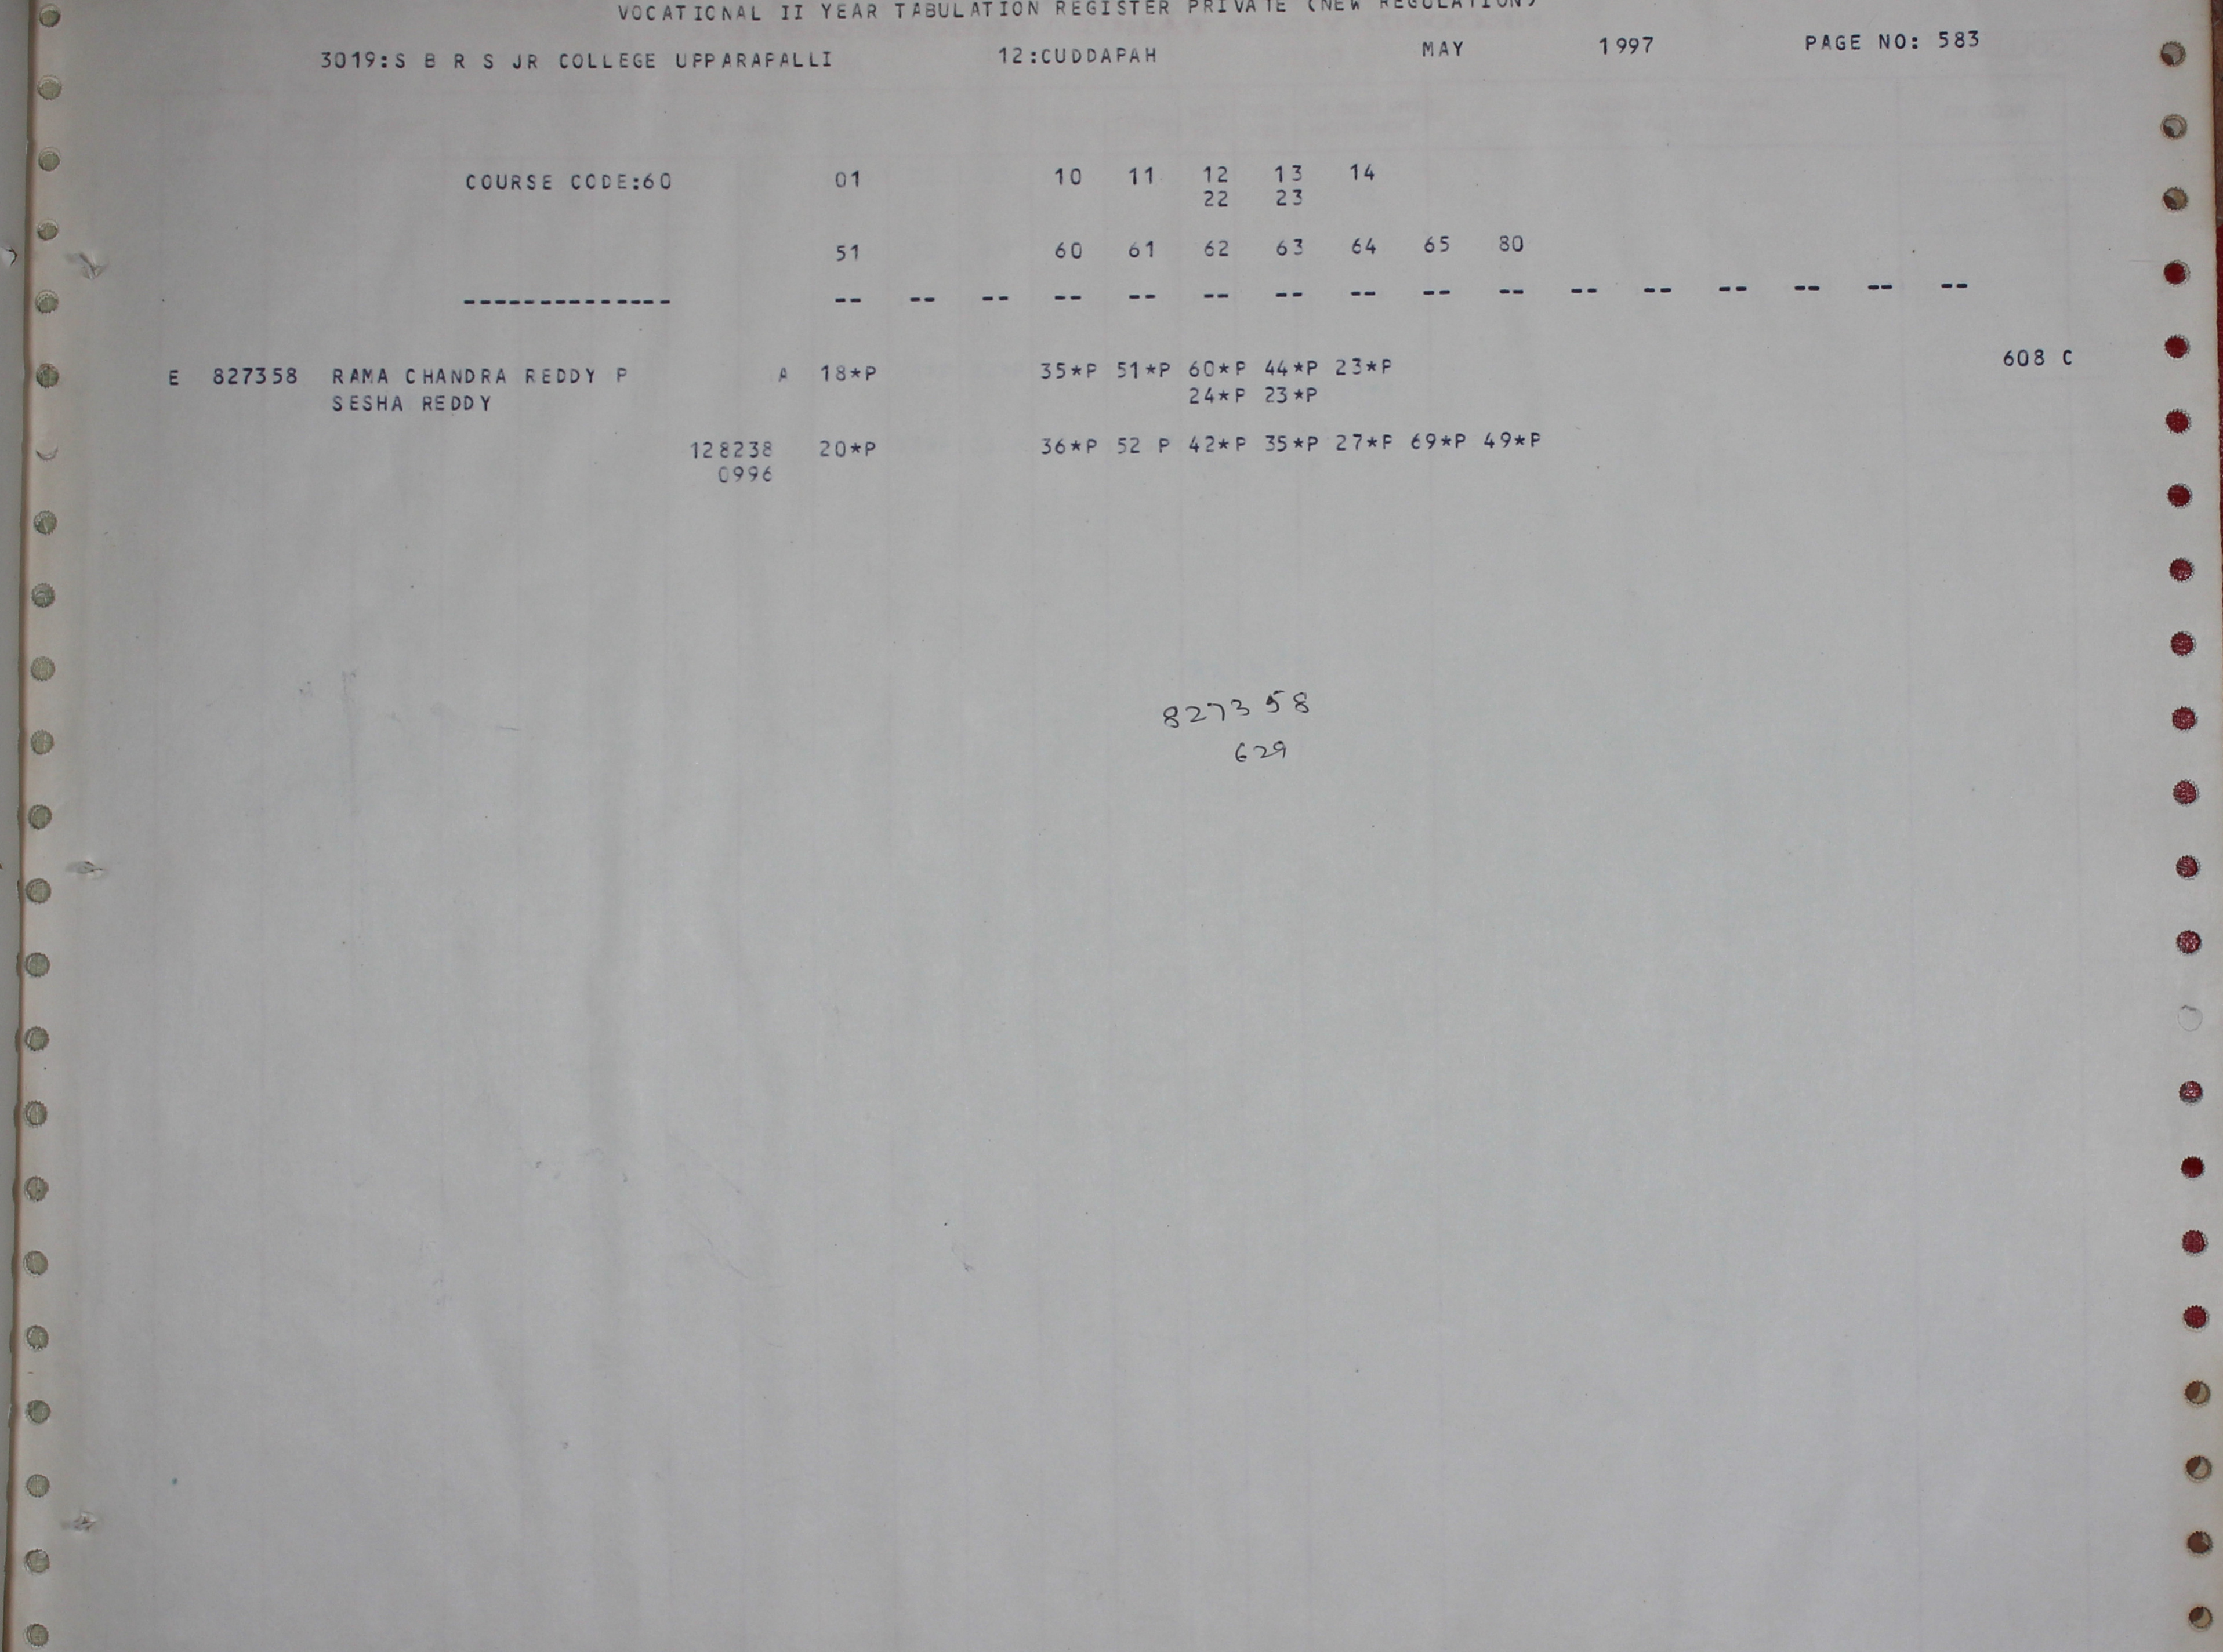 VOCATIONAL II YEAR TABULATION REGISTER PRIVATE (NEW REGULATION)
3019:S B R S JR COLLEGE UPPARAPALLI 12:CUDDAPAH MAY 1997 PAGE NO: 583
COURSE CODE:60 01 10 11 12 13 14
22 23
51 60 61 62 63 64 65 80
-------------- -- -- -- -- -- -- -- -- -- -- -- -- -- -- -- --
E 827358 RAMA CHANDRA REDDY P A 18*P 35*P 51*P 60*P 44*P 23*P 608 C
SESHA REDDY 24*P 23*P
128238 20*P 36*P 52 P 42*P 35*P 27*P 69*P 49*P
0996
827358
629